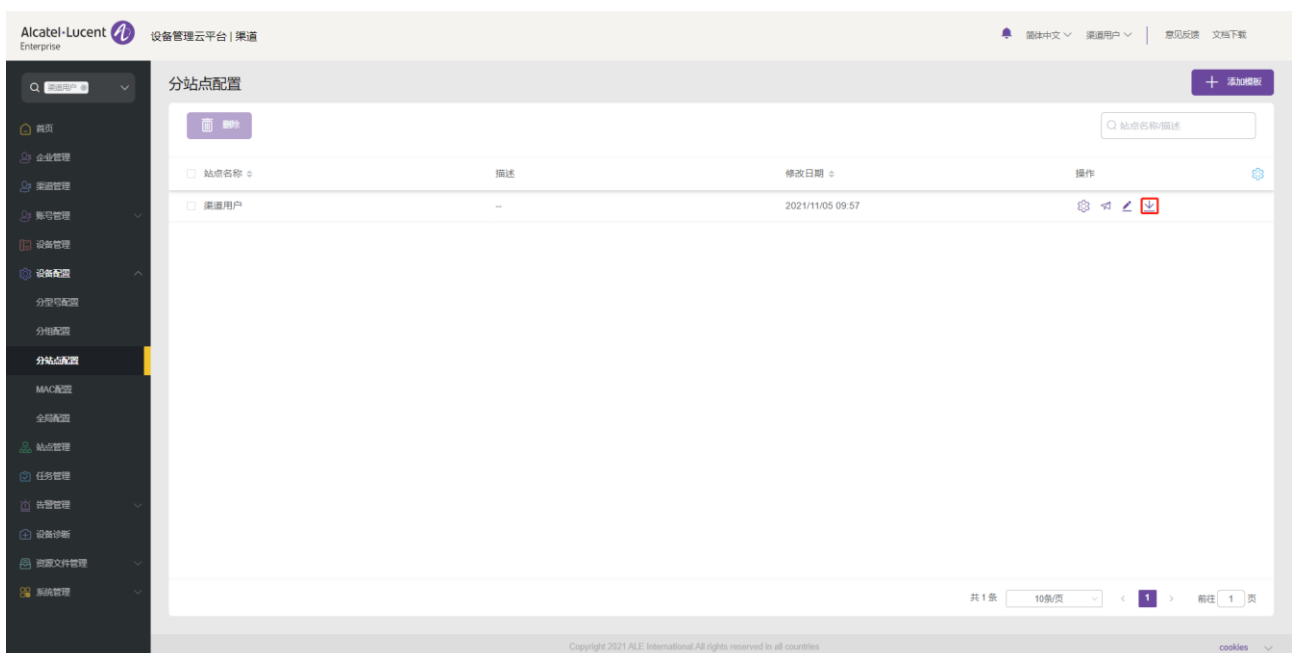 Alcatel·Lucent
Enterprise
设备管理云平台 | 渠道
简体中文
渠道用户
意见反馈
文档下载
渠道用户
分站点配置
添加模板
首页
企业管理
渠道管理
账号管理
设备管理
设备配置
分型号配置
分组配置
分站点配置
MAC配置
全局配置
站点管理
任务管理
告警管理
设备诊断
资源文件管理
系统管理
删除
站点名称/描述
站点名称 描述 修改日期 操作
渠道用户 -- 2021/11/05 09:57
共 1 条 10条/页 1 前往 1 页
Copyright 2021 ALE International.All rights reserved in all countries
cookies